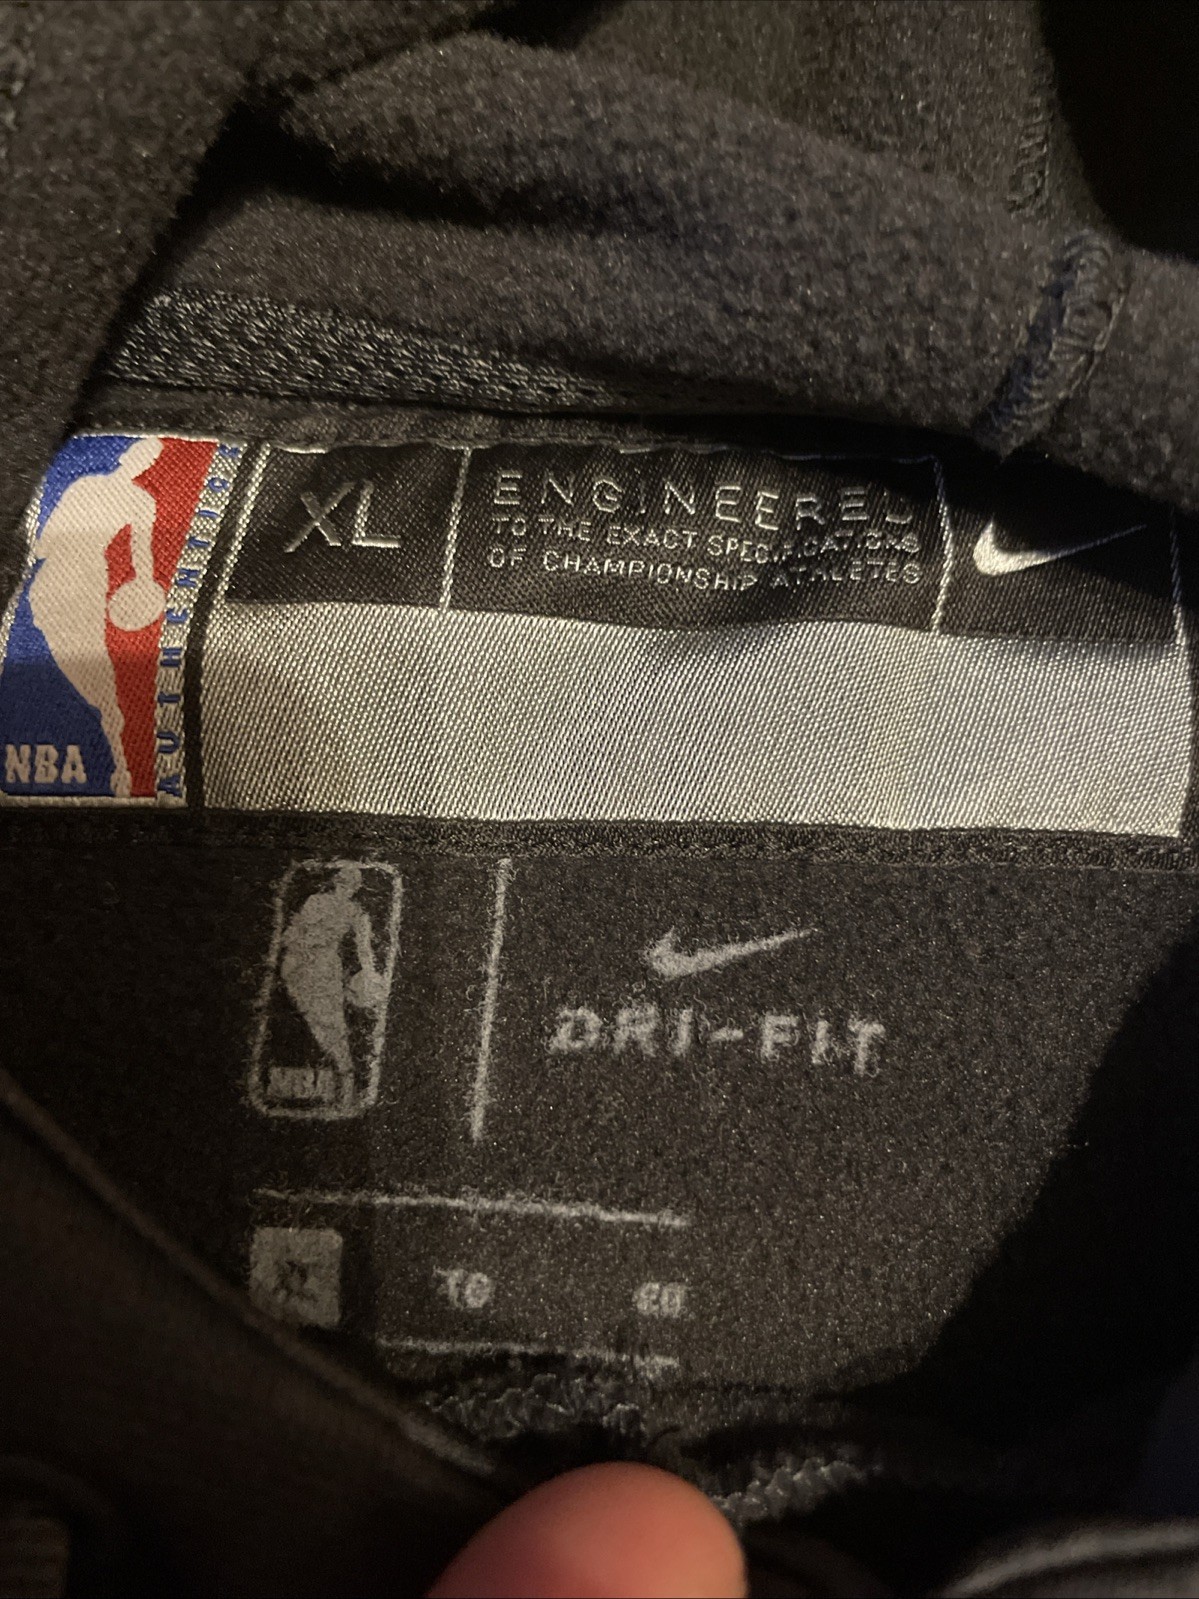 NBA
AUTHENTICS
XL
ENGINEERED
TO THE EXACT SPECIFICATIONS
OF CHAMPIONSHIP ATHLETES
NBA
DRI-FIT